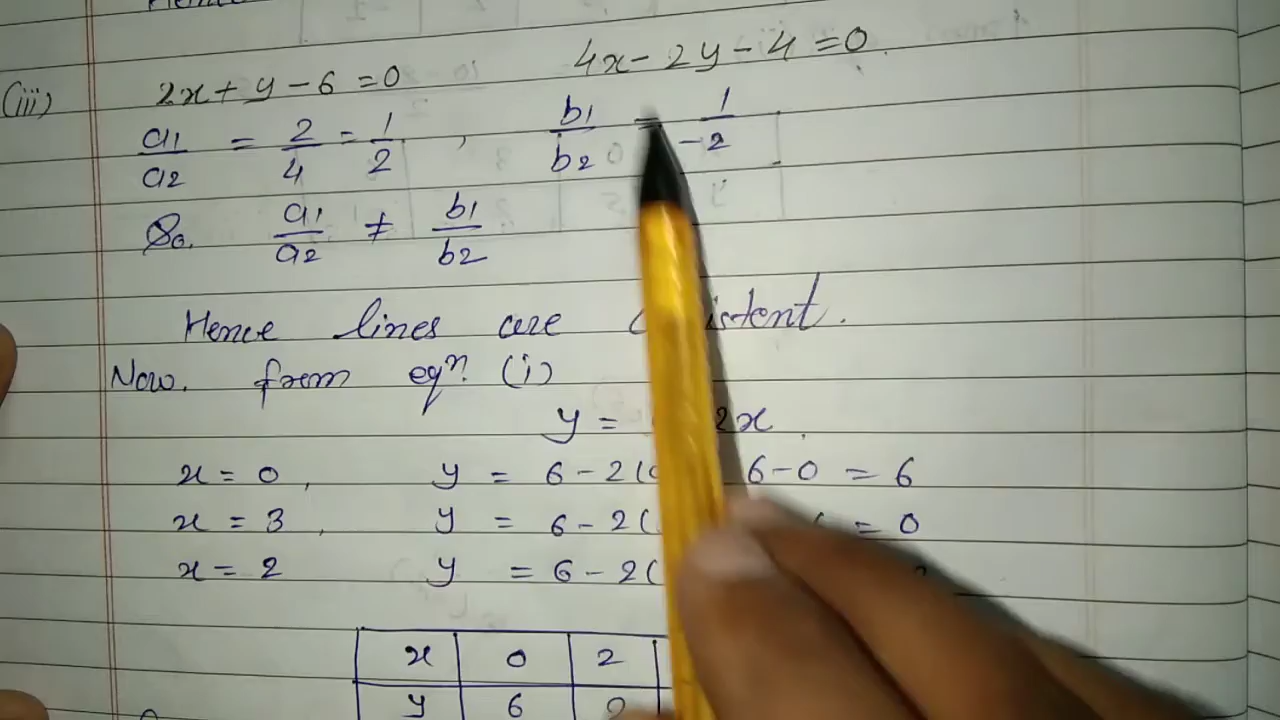 (iii) 2x + y - 6 = 0 4x - 2y - 4 = 0
a1/a2 = 2/4 = 1/2 , b1/b2 = 1/-2
So. a1/a2 ≠ b1/b2
Hence lines are
Now. from eqn. (i)
y = 2x
x = 0 , y = 6 - 2( 6 - 0 = 6
x = 3 , y = 6 - 2( = 0
x = 2 y = 6 - 2(
x 0 2
y 6